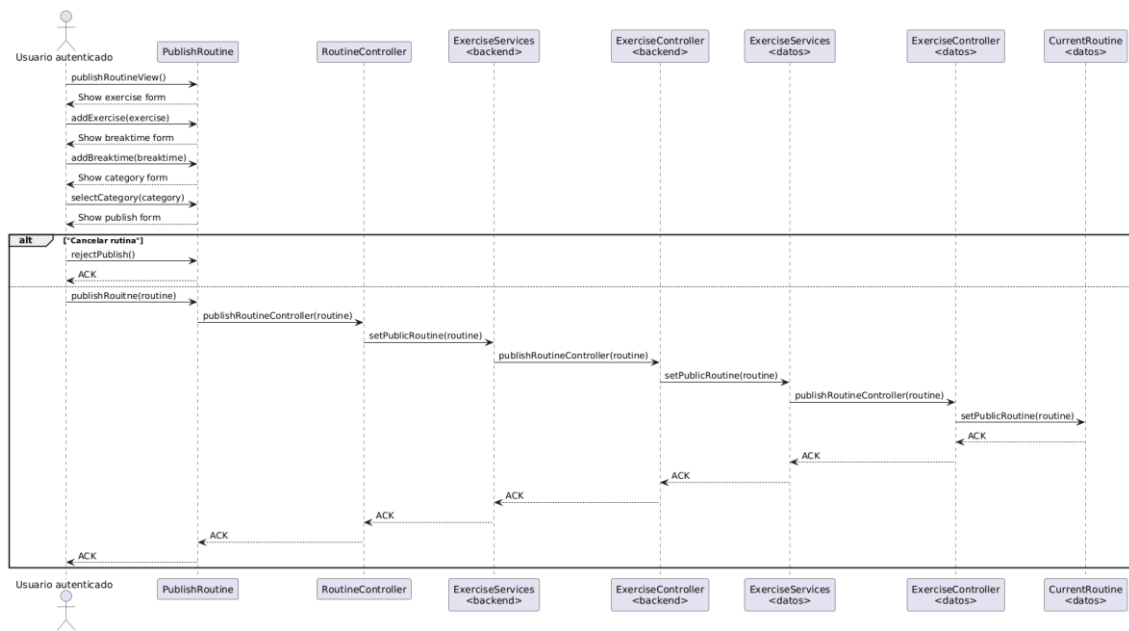 Usuario autenticado
PublishRoutine
RoutineController
ExerciseServices
<backend>
ExerciseController
<backend>
ExerciseServices
<datos>
ExerciseController
<datos>
CurrentRoutine
<datos>
publishRoutineView()
Show exercise form
addExercise(exercise)
Show breaktime form
addBreaktime(breaktime)
Show category form
selectCategory(category)
Show publish form
alt ["Cancelar rutina"]
rejectPublish()
ACK
publishRouitne(routine)
publishRoutineController(routine)
setPublicRoutine(routine)
publishRoutineController(routine)
setPublicRoutine(routine)
publishRoutineController(routine)
setPublicRoutine(routine)
ACK
ACK
ACK
ACK
ACK
ACK
ACK
Usuario autenticado
PublishRoutine
RoutineController
ExerciseServices
<backend>
ExerciseController
<backend>
ExerciseServices
<datos>
ExerciseController
<datos>
CurrentRoutine
<datos>